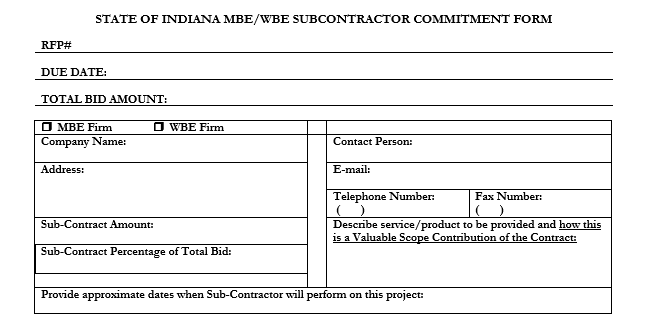 STATE OF INDIANA MBE/WBE SUBCONTRACTOR COMMITMENT FORM
RFP#
DUE DATE:
TOTAL BID AMOUNT:
MBE Firm WBE Firm
Company Name: Contact Person:
Address: E-mail:
Telephone Number: Fax Number:
( ) ( )
Sub-Contract Amount: Describe service/product to be provided and how this
is a Valuable Scope Contribution of the Contract:
Sub-Contract Percentage of Total Bid:
Provide approximate dates when Sub-Contractor will perform on this project: